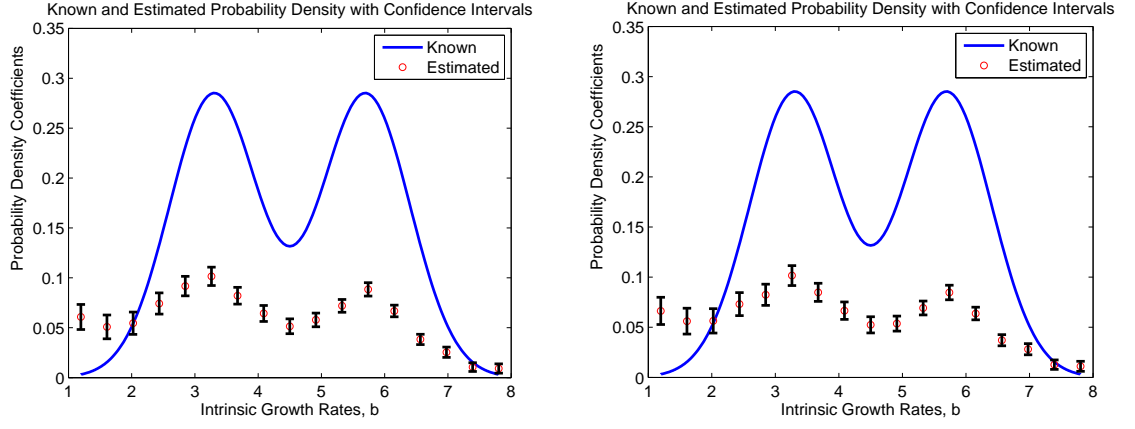 Known and Estimated Probability Density with Confidence Intervals
Known
Estimated
Probability Density Coefficients
0.35
0.3
0.25
0.2
0.15
0.1
0.05
0
1 2 3 4 5 6 7 8
Intrinsic Growth Rates, b
Known and Estimated Probability Density with Confidence Intervals
Known
Estimated
Probability Density Coefficients
0.35
0.3
0.25
0.2
0.15
0.1
0.05
0
1 2 3 4 5 6 7 8
Intrinsic Growth Rates, b